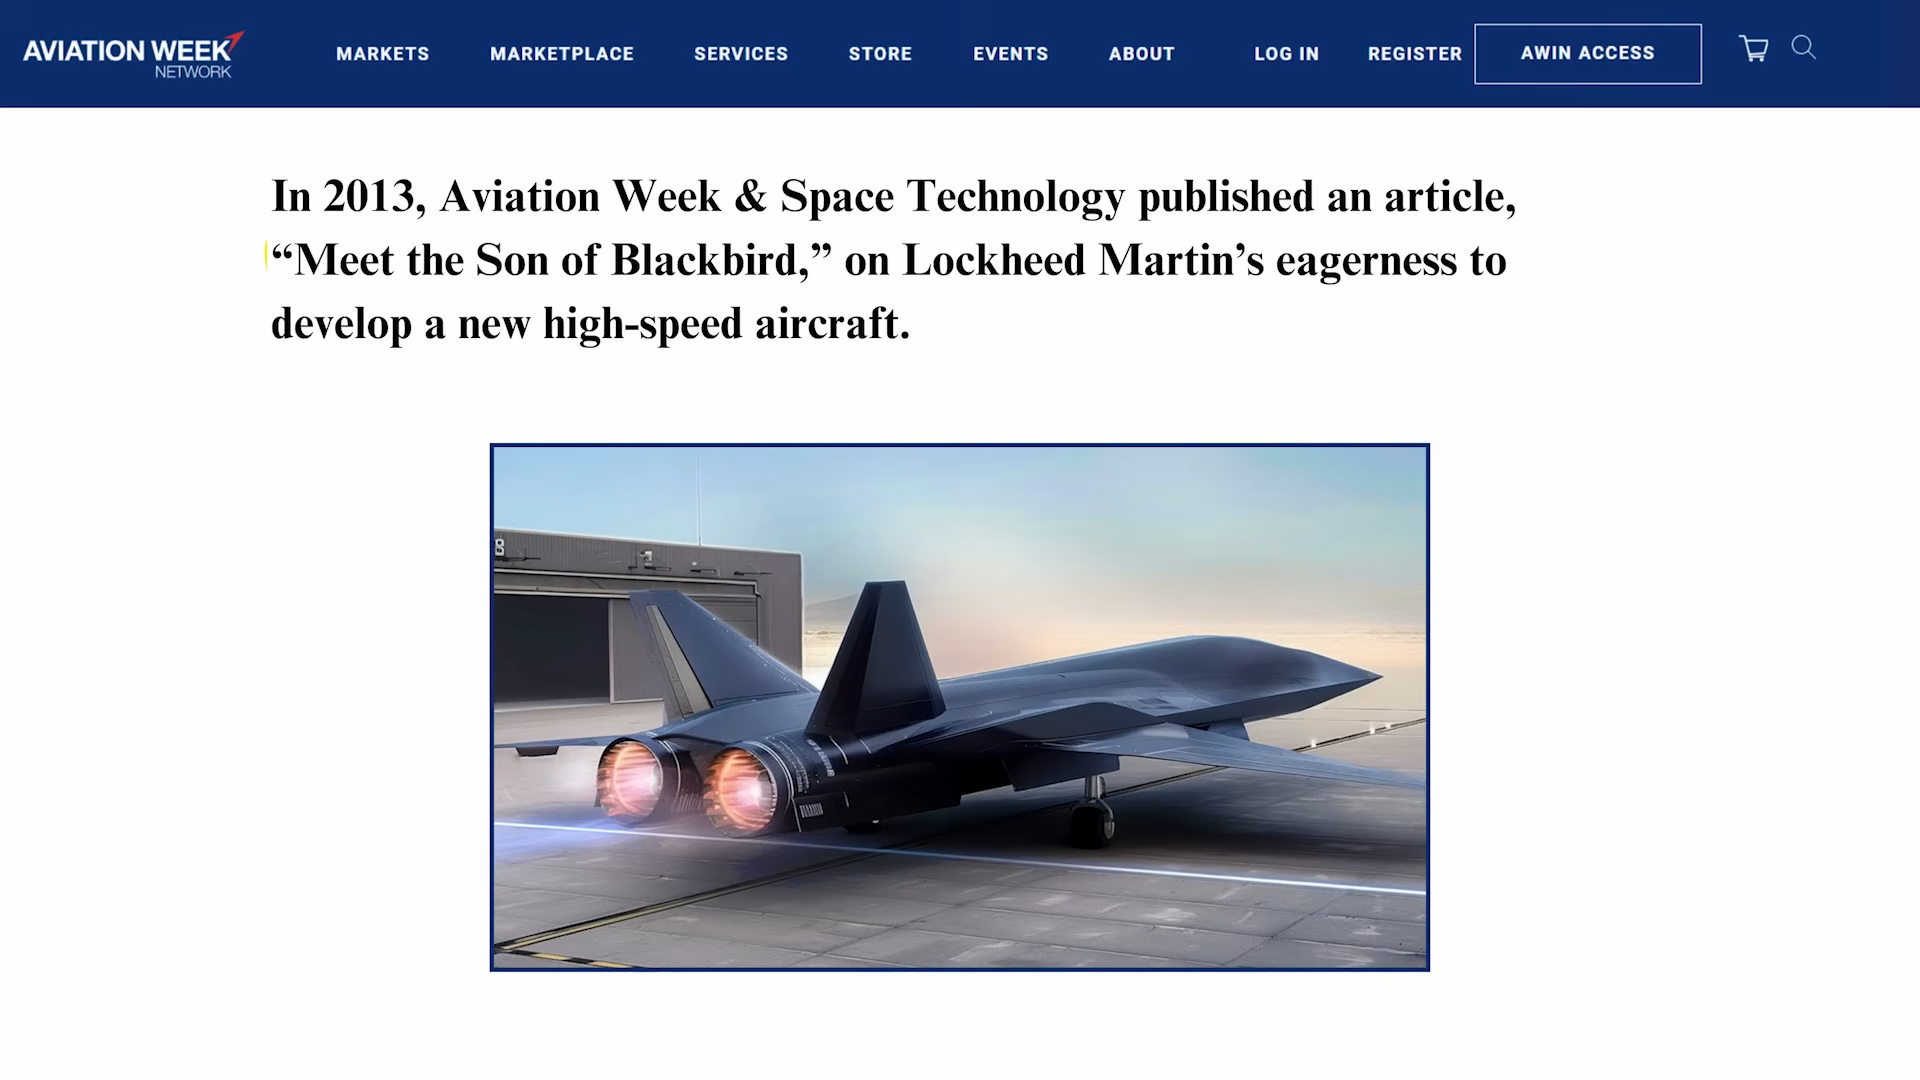 AVIATION WEEK
NETWORK
MARKETS MARKETPLACE SERVICES STORE EVENTS ABOUT LOG IN REGISTER AWIN ACCESS
In 2013, Aviation Week & Space Technology published an article,
“Meet the Son of Blackbird,” on Lockheed Martin’s eagerness to
develop a new high-speed aircraft.